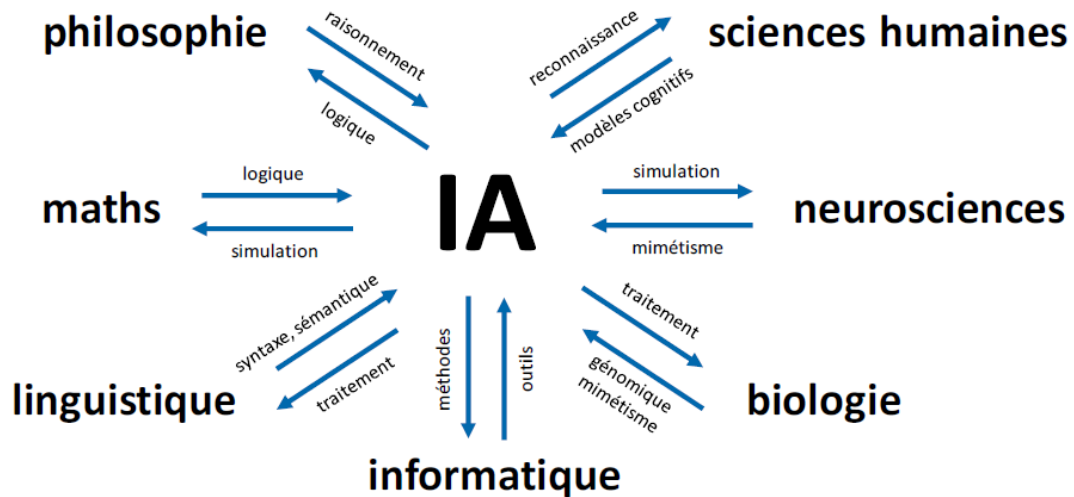 philosophie
raisonnement
logique
reconnaissance
modèles cognitifs
sciences humaines
maths
logique
simulation
IA
simulation
mimétisme
neurosciences
linguistique
syntaxe, sémantique
traitement
méthodes
outils
traitement
génomique
mimétisme
biologie
informatique